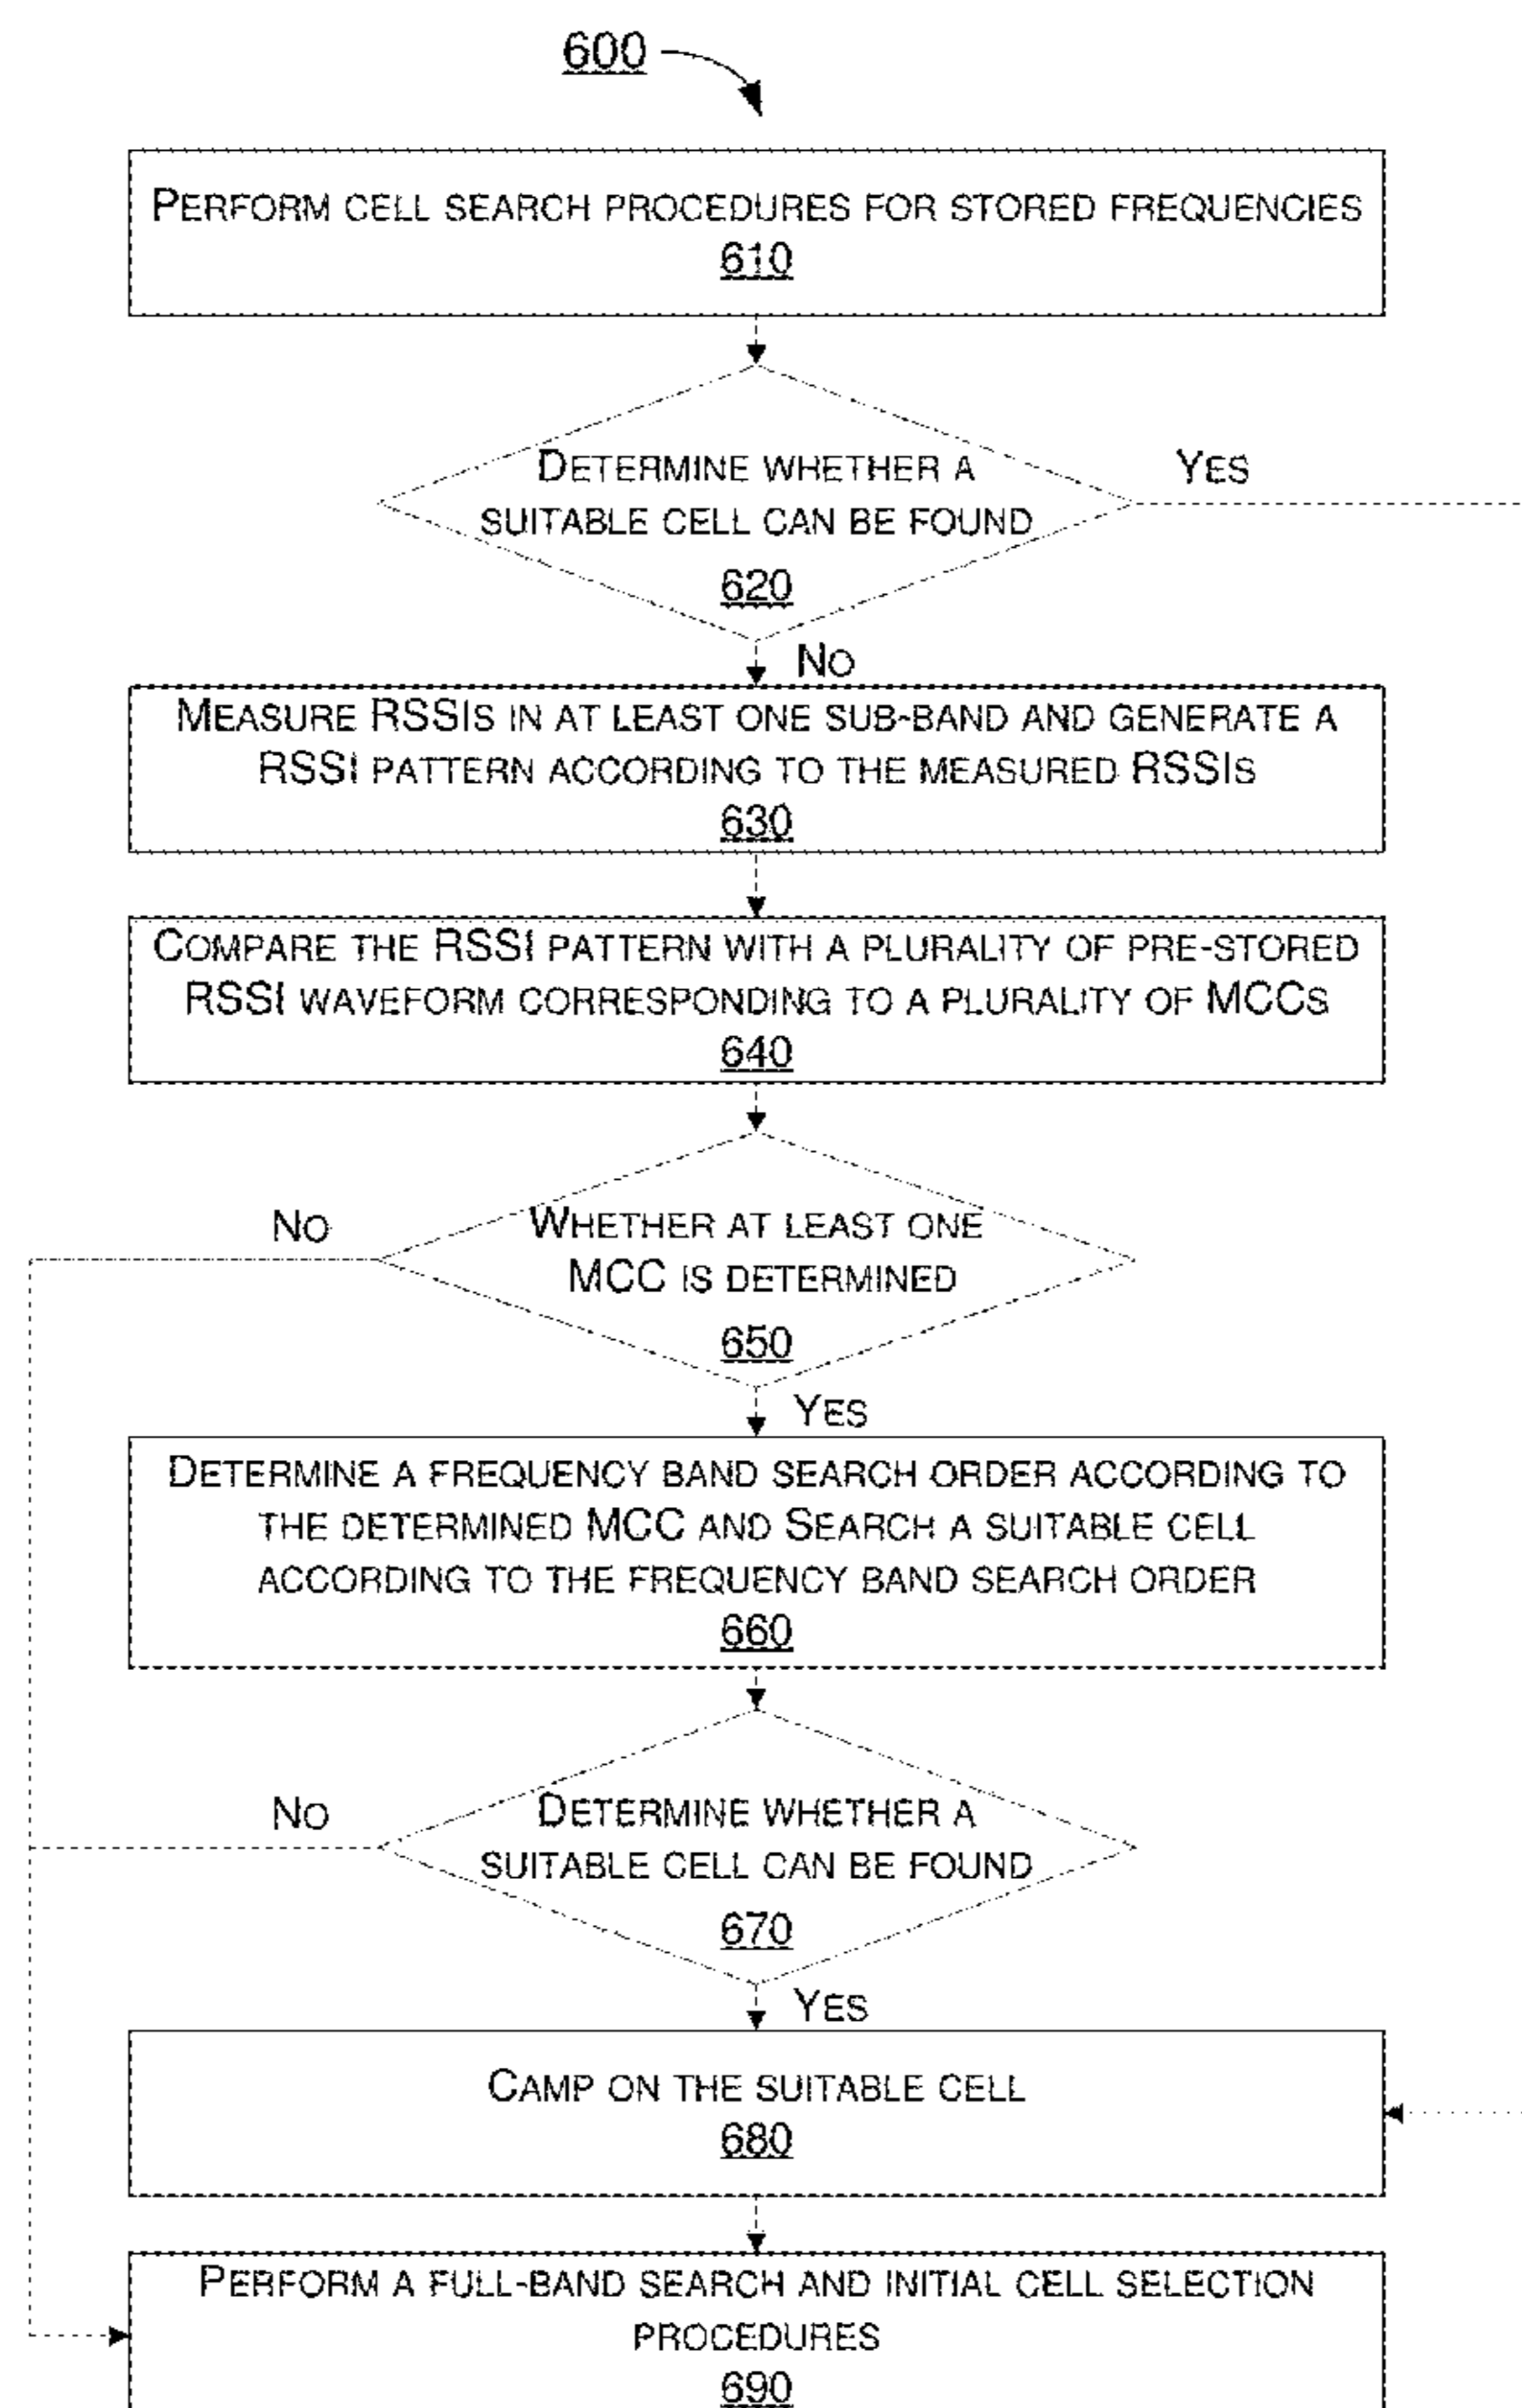 600
PERFORM CELL SEARCH PROCEDURES FOR STORED FREQUENCIES
610
DETERMINE WHETHER A
SUITABLE CELL CAN BE FOUND
620
YES
NO
MEASURE RSSIS IN AT LEAST ONE SUB-BAND AND GENERATE A
RSSI PATTERN ACCORDING TO THE MEASURED RSSIS
630
COMPARE THE RSSI PATTERN WITH A PLURALITY OF PRE-STORED
RSSI WAVEFORM CORRESPONDING TO A PLURALITY OF MCCS
640
NO
WHETHER AT LEAST ONE
MCC IS DETERMINED
650
YES
DETERMINE A FREQUENCY BAND SEARCH ORDER ACCORDING TO
THE DETERMINED MCC AND SEARCH A SUITABLE CELL
ACCORDING TO THE FREQUENCY BAND SEARCH ORDER
660
NO
DETERMINE WHETHER A
SUITABLE CELL CAN BE FOUND
670
YES
CAMP ON THE SUITABLE CELL
680
PERFORM A FULL-BAND SEARCH AND INITIAL CELL SELECTION
PROCEDURES
690